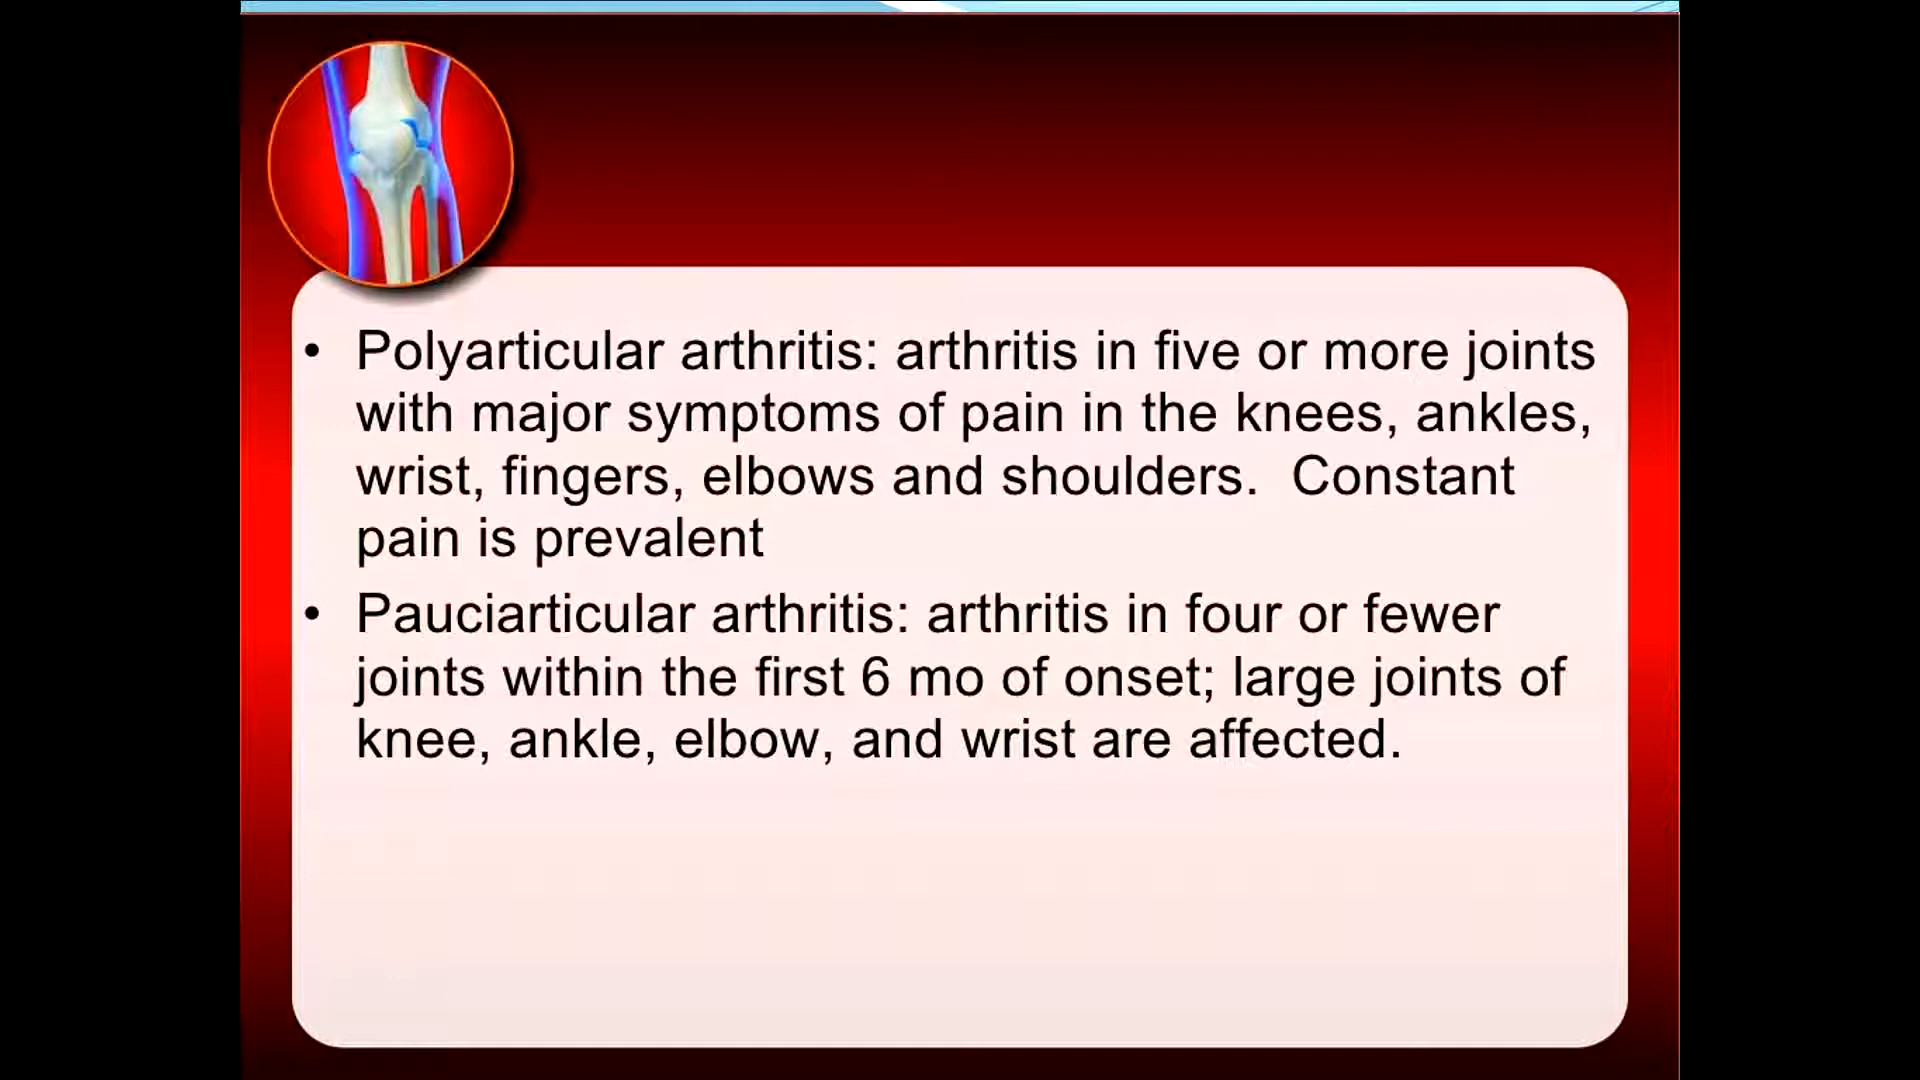 • Polyarticular arthritis: arthritis in five or more joints
with major symptoms of pain in the knees, ankles,
wrist, fingers, elbows and shoulders.  Constant
pain is prevalent
• Pauciarticular arthritis: arthritis in four or fewer
joints within the first 6 mo of onset; large joints of
knee, ankle, elbow, and wrist are affected.